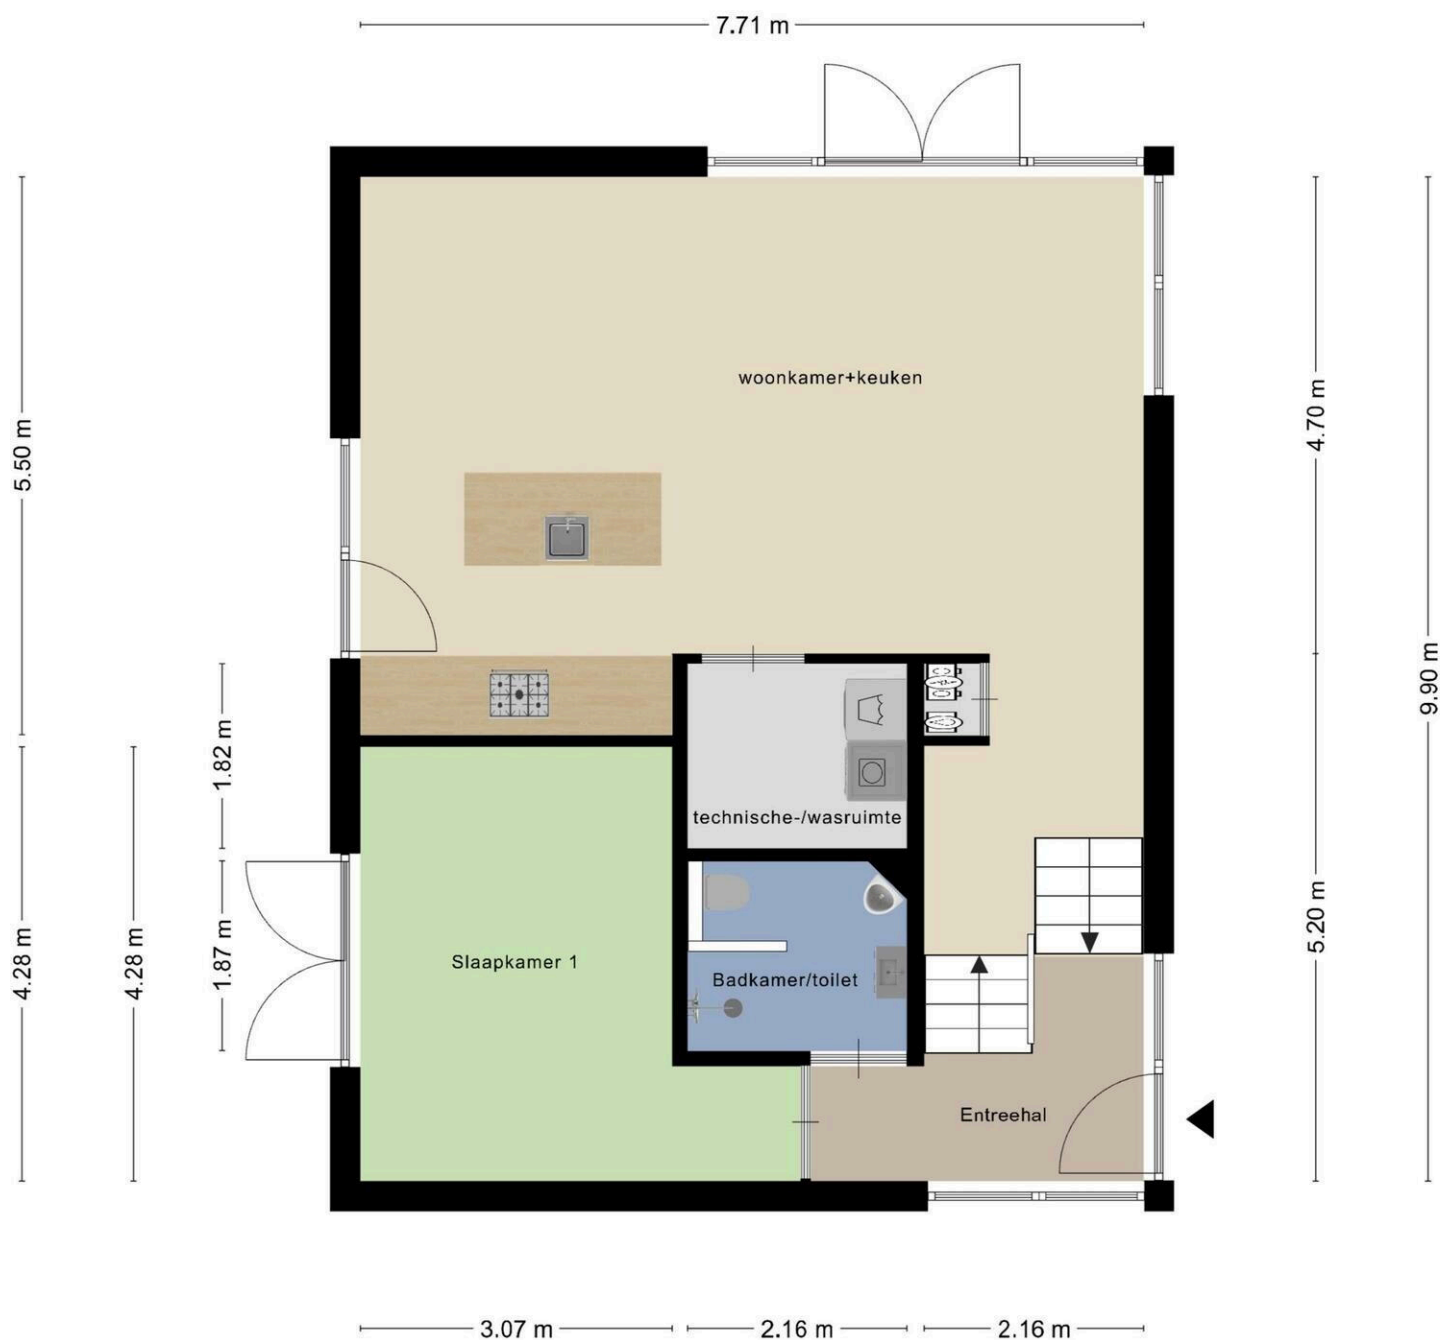 7.71 m
woonkamer+keuken
5.50 m
4.70 m
9.90 m
1.82 m
technische-/wasruimte
4.28 m
4.28 m
1.87 m
Slaapkamer 1
Badkamer/toilet
5.20 m
Entreehal
3.07 m
2.16 m
2.16 m